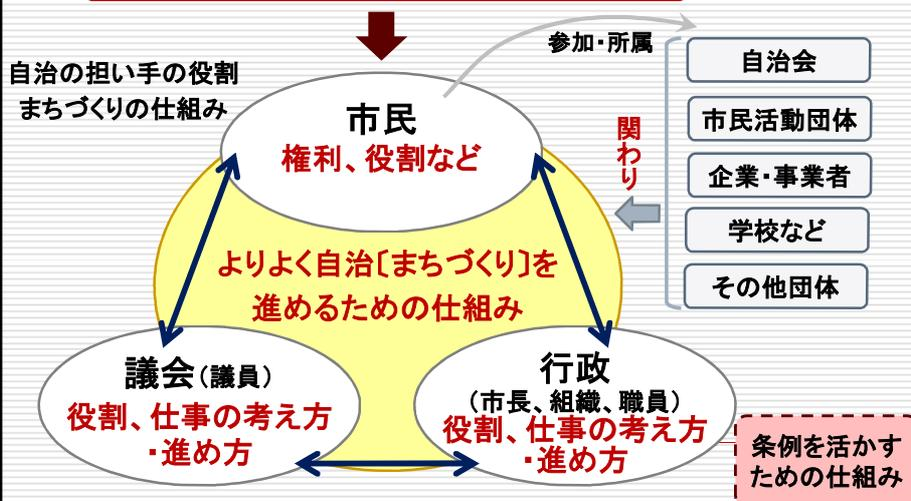 参加・所属
自治の担い手の役割
まちづくりの仕組み
市民
権利、役割など
関わり
自治会
市民活動団体
企業・事業者
学校など
その他団体
よりよく自治〔まちづくり〕を
進めるための仕組み
議会(議員)
役割、仕事の考え方
・進め方
行政
(市長、組織、職員)
役割、仕事の考え方
・進め方
条例を活かす
ための仕組み